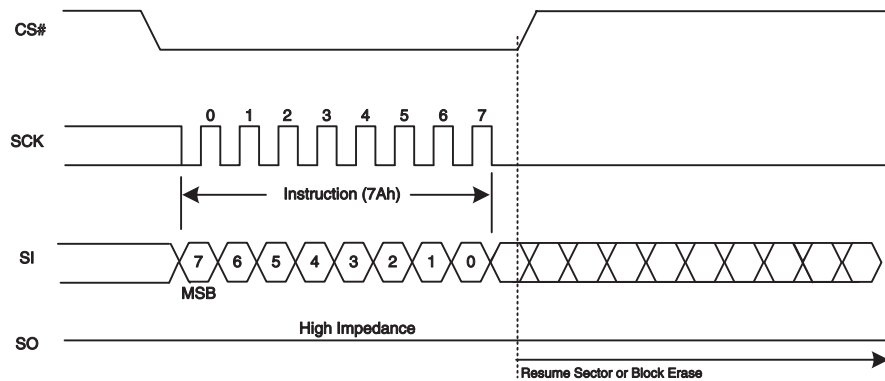 CS#
0 1 2 3 4 5 6 7
SCK
Instruction (7Ah)
SI
7 6 5 4 3 2 1 0
MSB
High Impedance
SO
Resume Sector or Block Erase